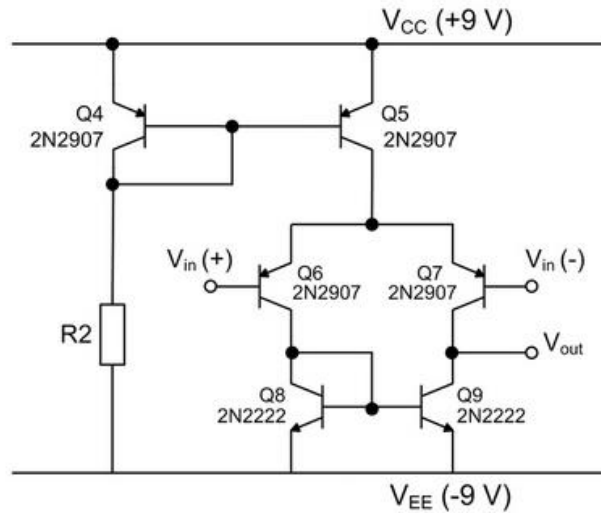 V_CC (+9 V)
Q4
2N2907
Q5
2N2907
V_in (+)
Q6
2N2907
Q7
2N2907
V_in (-)
R2
V_out
Q8
2N2222
Q9
2N2222
V_EE (-9 V)